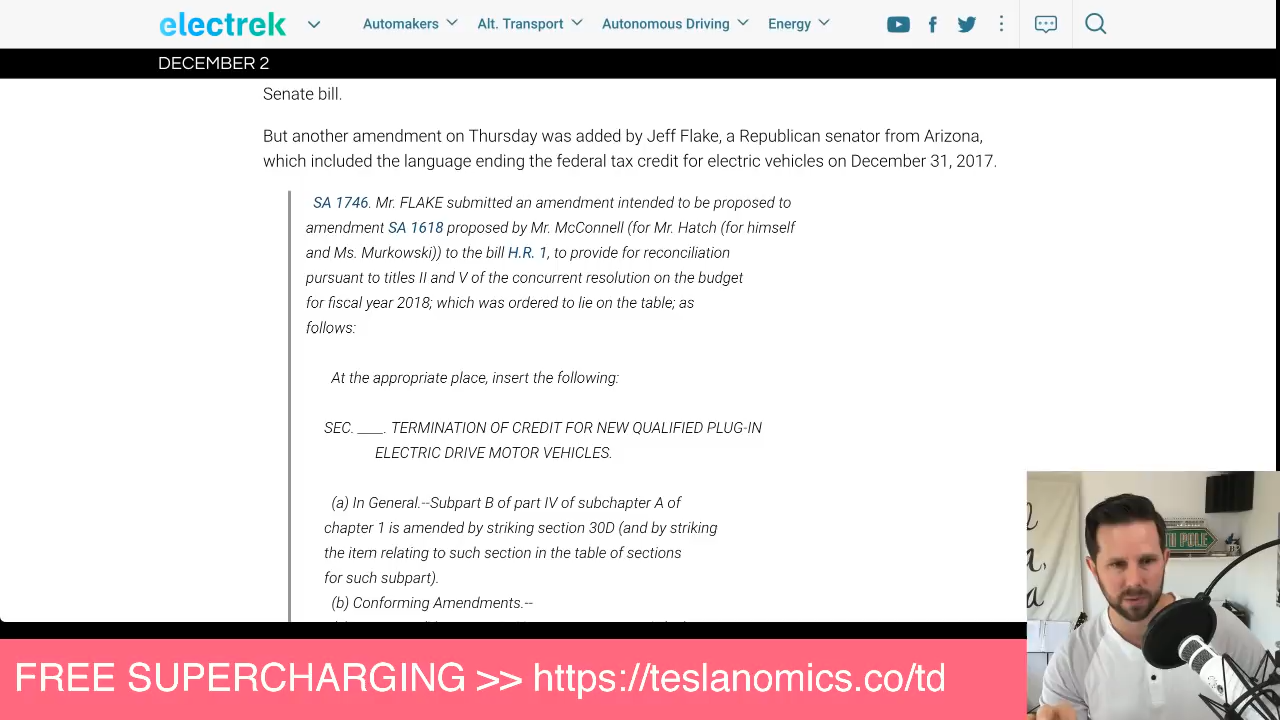 electrek
Automakers Alt. Transport Autonomous Driving Energy
DECEMBER 2
Senate bill.
But another amendment on Thursday was added by Jeff Flake, a Republican senator from Arizona,
which included the language ending the federal tax credit for electric vehicles on December 31, 2017.
SA 1746. Mr. FLAKE submitted an amendment intended to be proposed to
amendment SA 1618 proposed by Mr. McConnell (for Mr. Hatch (for himself
and Ms. Murkowski)) to the bill H.R. 1, to provide for reconciliation
pursuant to titles II and V of the concurrent resolution on the budget
for fiscal year 2018; which was ordered to lie on the table; as
follows:
At the appropriate place, insert the following:
SEC. ____. TERMINATION OF CREDIT FOR NEW QUALIFIED PLUG-IN
ELECTRIC DRIVE MOTOR VEHICLES.
(a) In General.--Subpart B of part IV of subchapter A of
chapter 1 is amended by striking section 30D (and by striking
the item relating to such section in the table of sections
for such subpart).
(b) Conforming Amendments.--
POLE
FREE SUPERCHARGING >> https://teslanomics.co/td